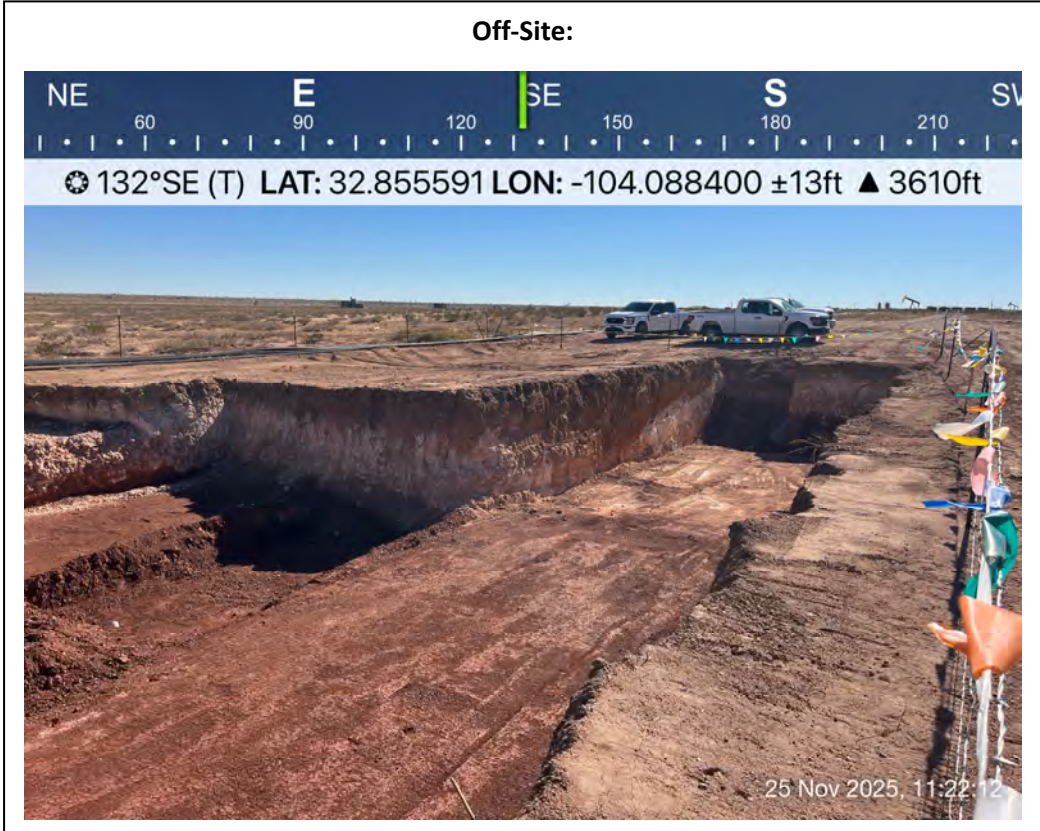 Off-Site:
NE E SE S SW
60 90 120 150 180 210
132°SE (T) LAT: 32.855591 LON: -104.088400 ±13ft ▲ 3610ft
25 Nov 2025, 11:22:12